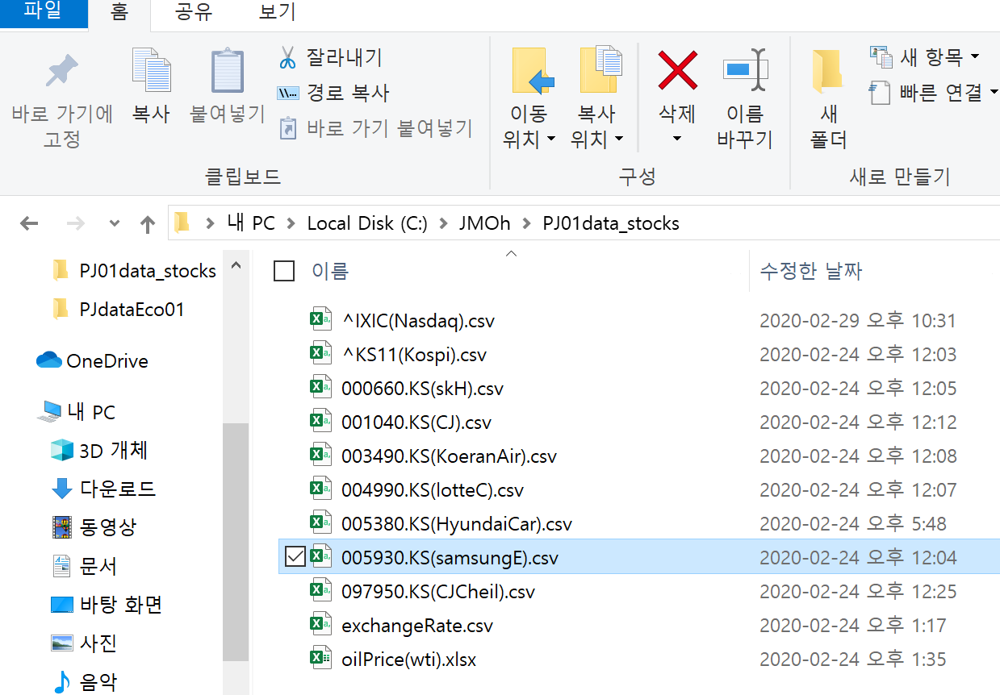 파일 홈 공유 보기
바로 가기에 고정
복사
붙여넣기
잘라내기
경로 복사
바로 가기 붙여넣기
클립보드
이동 위치
복사 위치
삭제
이름 바꾸기
구성
새 폴더
새 항목
빠른 연결
새로 만들기
내 PC > Local Disk (C:) > JMOh > PJ01data_stocks
PJ01data_stocks
PJdataEco01
OneDrive
내 PC
3D 개체
다운로드
동영상
문서
바탕 화면
사진
음악
이름 수정한 날짜
^IXIC(Nasdaq).csv 2020-02-29 오후 10:31
^KS11(Kospi).csv 2020-02-24 오후 12:03
000660.KS(skH).csv 2020-02-24 오후 12:05
001040.KS(CJ).csv 2020-02-24 오후 12:12
003490.KS(KoeranAir).csv 2020-02-24 오후 12:08
004990.KS(lotteC).csv 2020-02-24 오후 12:07
005380.KS(HyundaiCar).csv 2020-02-24 오후 5:48
005930.KS(samsungE).csv 2020-02-24 오후 12:04
097950.KS(CJCheil).csv 2020-02-24 오후 12:25
exchangeRate.csv 2020-02-24 오후 1:17
oilPrice(wti).xlsx 2020-02-24 오후 1:35